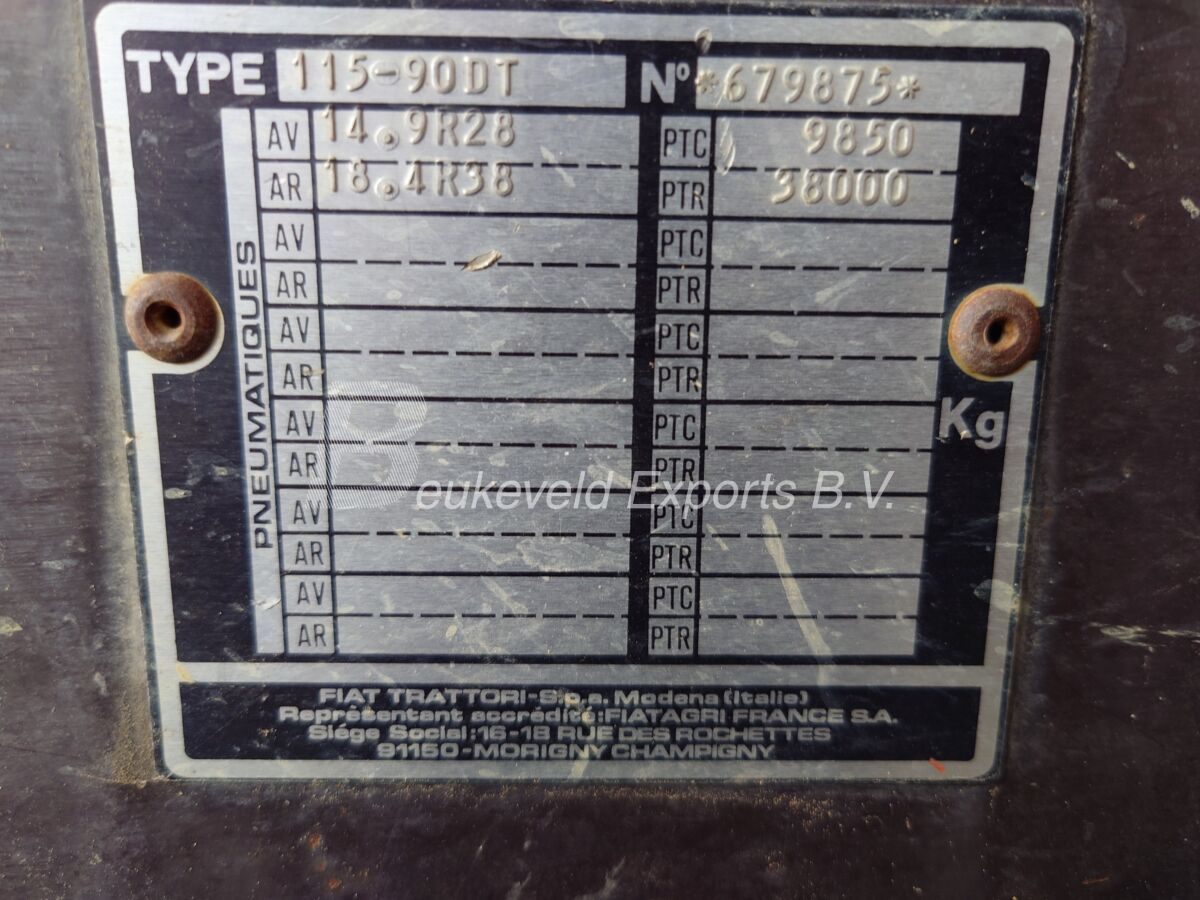 TYPE 115-90DT Nº *679875*
PNEUMATIQUES
AV 14.9R28 PTC 9850
AR 18.4R38 PTR 38000
AV PTC
AR PTR
AV PTC
AR PTR
AV PTC Kg
AR PTR
Beukeveld Exports B.V.
AV PTC
AR PTR
AV PTC
AR PTR
FIAT TRATTORI-S.p.a. Modena (Italie)
Représentant accrédité:FIATAGRI FRANCE S.A.
Siége Social:16-18 RUE DES ROCHETTES
91150-MORIGNY CHAMPIGNY